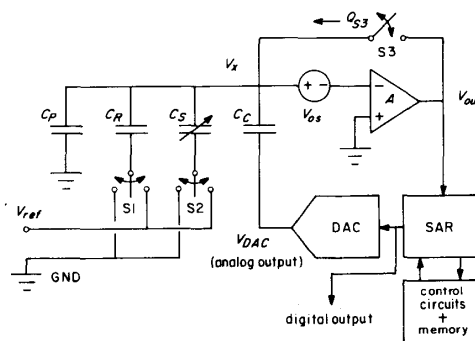 Q_S3
S3
V_x
V_os
+ -
-
A
+
V_ou
C_P
C_R
C_S
C_C
S1
S2
V_ref
GND
V_DAC
(analog output)
DAC
SAR
digital output
control
circuits
+
memory